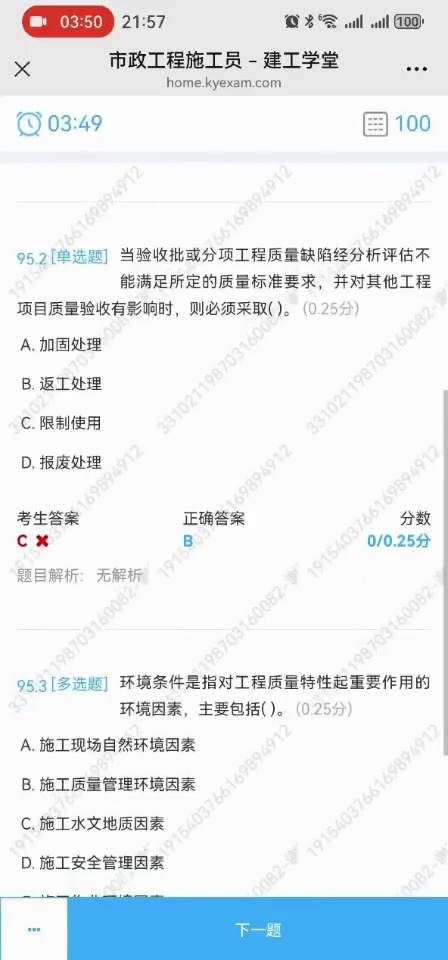 03:50 21:57 100
市政工程施工员 – 建工学堂
home.kyexam.com
03:49 100
95.2 [单选题] 当验收批或分项工程质量缺陷经分析评估不
能满足所定的质量标准要求，并对其他工程
项目质量验收有影响时，则必须采取( )。 (0.25分)
A. 加固处理
B. 返工处理
C. 限制使用
D. 报废处理
考生答案 正确答案 分数
C ✖ B 0/0.25分
题目解析: 无解析
95.3 [多选题] 环境条件是指对工程质量特性起重要作用的
环境因素，主要包括( )。 (0.25分)
A. 施工现场自然环境因素
B. 施工质量管理环境因素
C. 施工水文地质因素
D. 施工安全管理因素
下一题